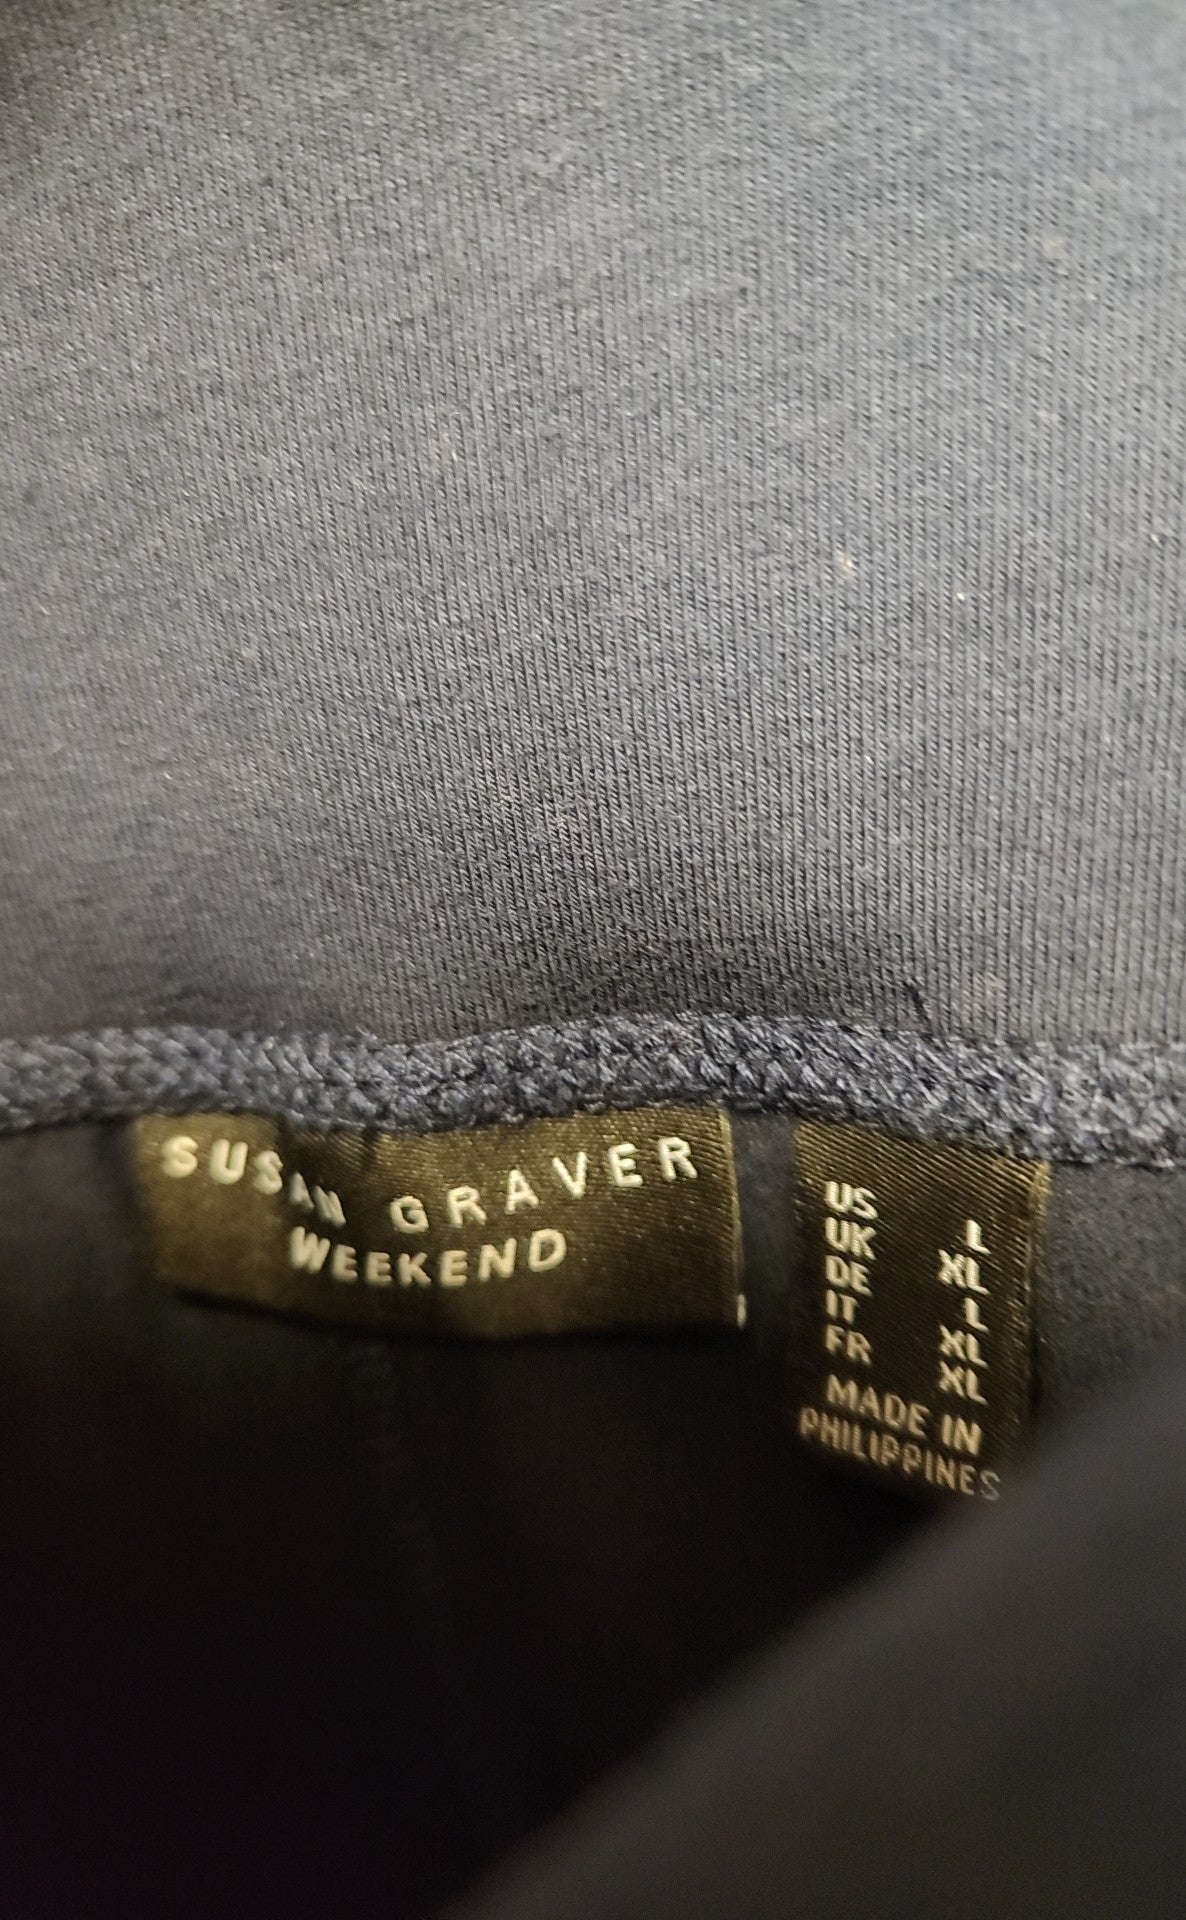 SUSAN GRAVER
WEEKEND
US L
UK XL
DE L
IT XL
FR XL
MADE IN
PHILIPPINES